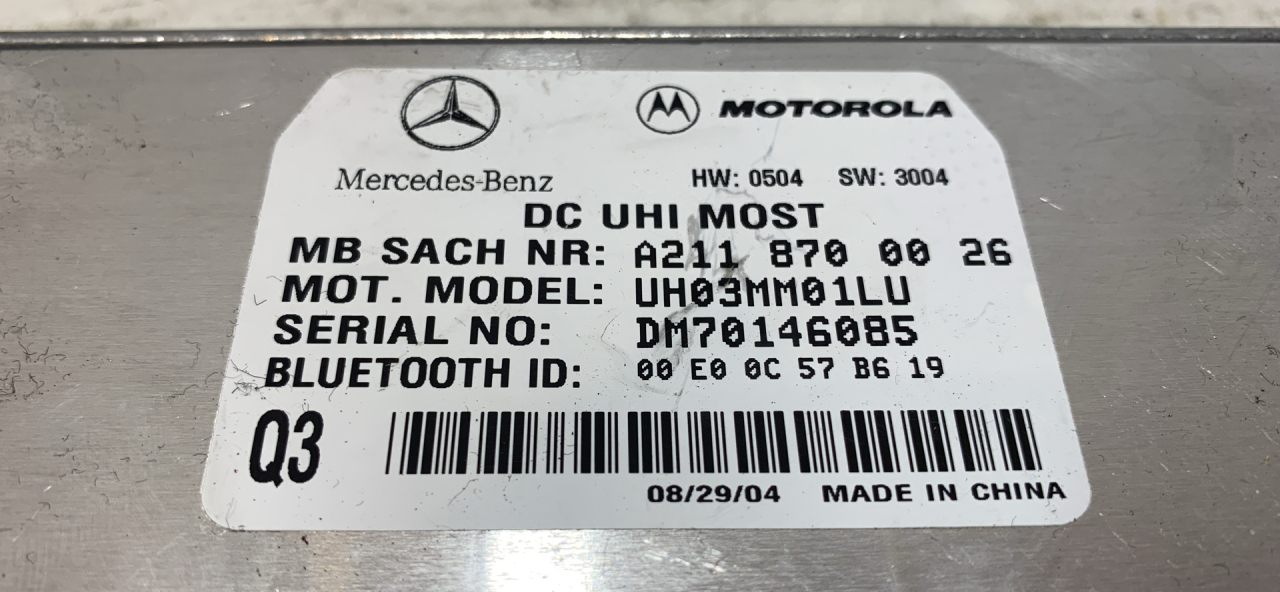 MOTOROLA
Mercedes-Benz HW: 0504 SW: 3004
DC UHI MOST
MB SACH NR: A211 870 00 26
MOT. MODEL: UH03MM01LU
SERIAL NO: DM70146085
BLUETOOTH ID: 00 E0 0C 57 B6 19
Q3
08/29/04 MADE IN CHINA